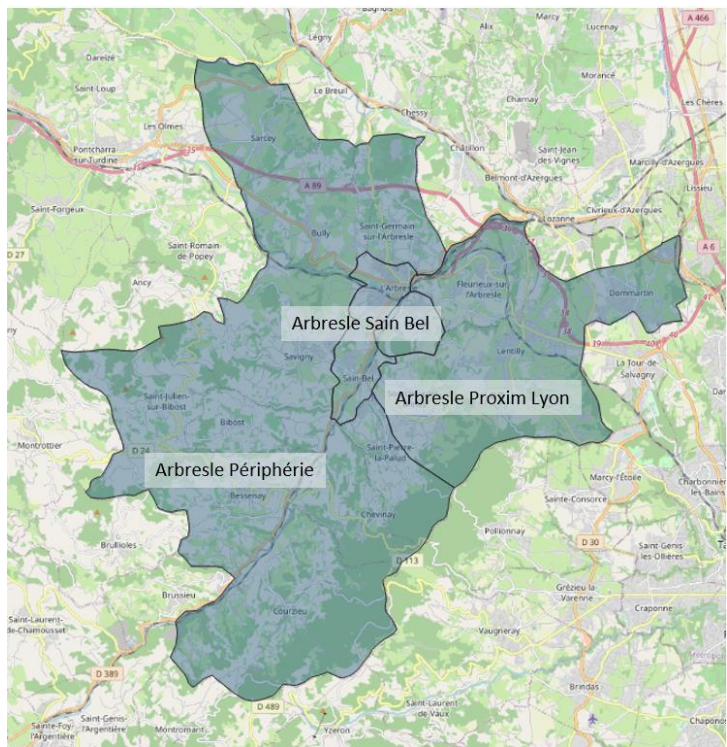 Bagnols
Marcy
A 466
Légny
Alix
Lucenay
Dareizé
Morancé
Saint-Loup
Le Breuil
Charnay
Les Chères
Chessy
Les Olmes
Sarcey
Pontcharra
-sur-Turdine
35
Châtillon
Saint-Jean
des Vignes
Marcilly-d'Azergues
Belmont-d'Azergues
A 89
Lissieu
Saint-Forgeux
Civrieux-d'Azergues
Lozanne
Saint-Germain
sur-l'Arbresle
Bully
36
A 6
Saint-Romain
de Popey
D 27
Ancy
L'Arbresle
Fleurieux-sur
l'Arbresle
Dommartin
Arbresle Sain Bel
38
39
40
41
Savigny
Lentilly
La Tour-de
Salvagny
Sain-Bel
Saint-Julien
-sur-Bibost
Arbresle Proxim Lyon
Bibost
Montrottier
D 24
Saint-Pierre
-la-Palud
Arbresle Périphérie
Marcy-l'Étoile
Charbonnières
-les-Bains
Bessenay
Sainte-Consorce
Chevinay
Pollionnay
Brullioles
D 30
Saint-Genis
-les-Ollières
D 113
Brussieu
Grézieu la
-Varenne
Craponne
Courzieu
Saint-Laurent
-de-Chamousset
Vaugneray
D 389
Brindas
D 489
Saint-Laurent
de Vaux
Sainte-Foy
-l'Argentière
Saint-Genis
-l'Argentière
Montromant
Yzeron
Chaponost